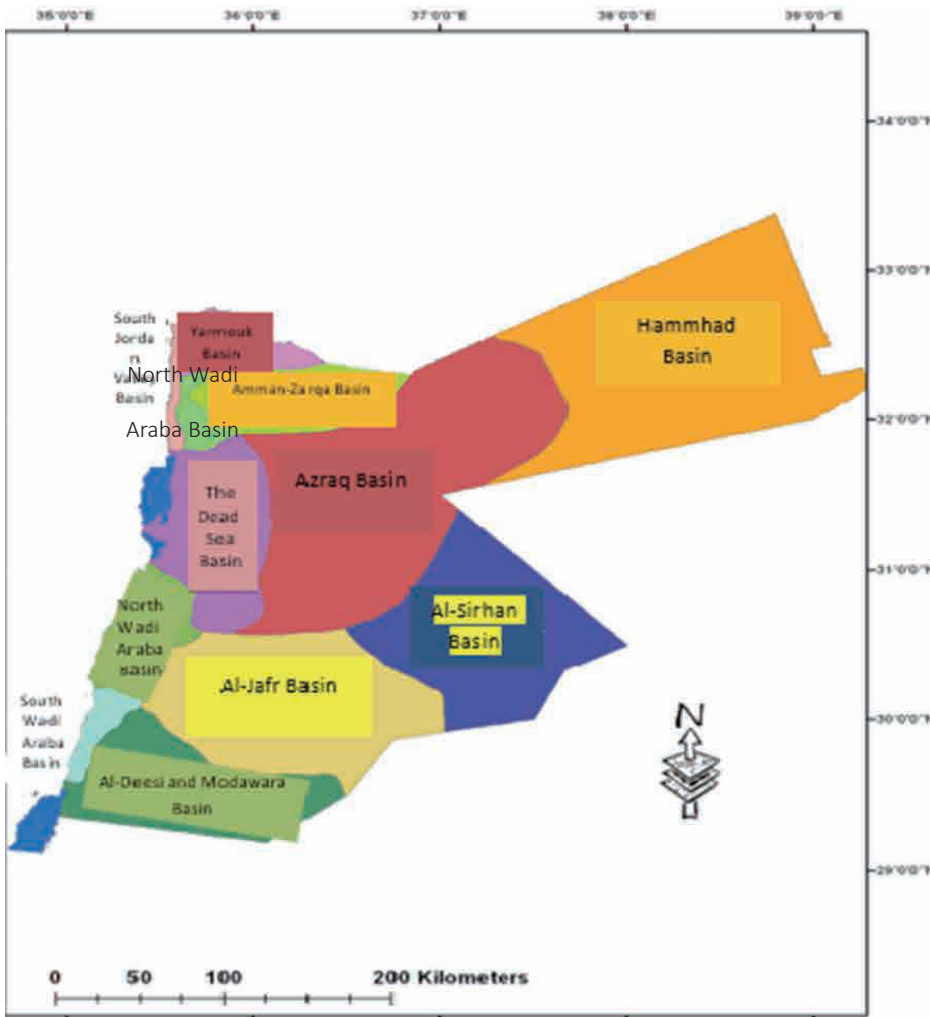 35°0'0"E
36°0'0"E
37°0'0"E
38°0'0"E
39°0'0"E
34°0'0"N
33°0'0"N
32°0'0"N
31°0'0"N
30°0'0"N
29°0'0"N
South
Jorda
n
Valley
Basin
Yarmouk
Basin
North Wadi
Araba Basin
Amman-Zarqa Basin
Hammhad
Basin
Azraq Basin
The
Dead
Sea
Basin
North
Wadi
Araba
Basin
Al-Sirhan
Basin
Al-Jafr Basin
South
Wadi
Araba
Basin
Al-Deesi and Modawara
Basin
N
0 50 100 200 Kilometers